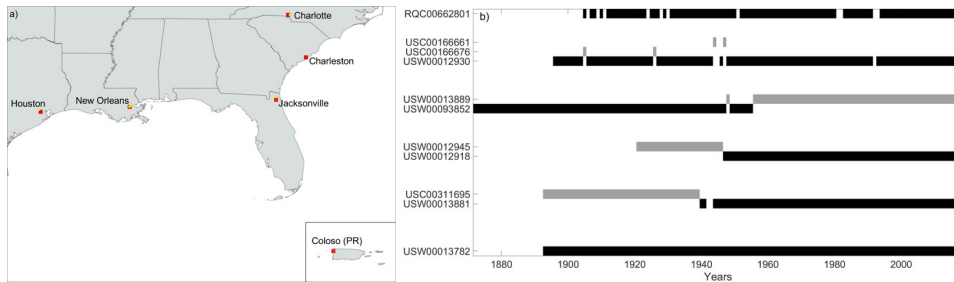 a)
Charlotte
Charleston
Houston
New Orleans
Jacksonville
Coloso (PR)
b)
RQC00662801
USC00166661
USC00166676
USW00012930
USW00013889
USW00093852
USW00012945
USW00012918
USC00311695
USW00013881
USW00013782
1880 1900 1920 1940 1960 1980 2000
Years